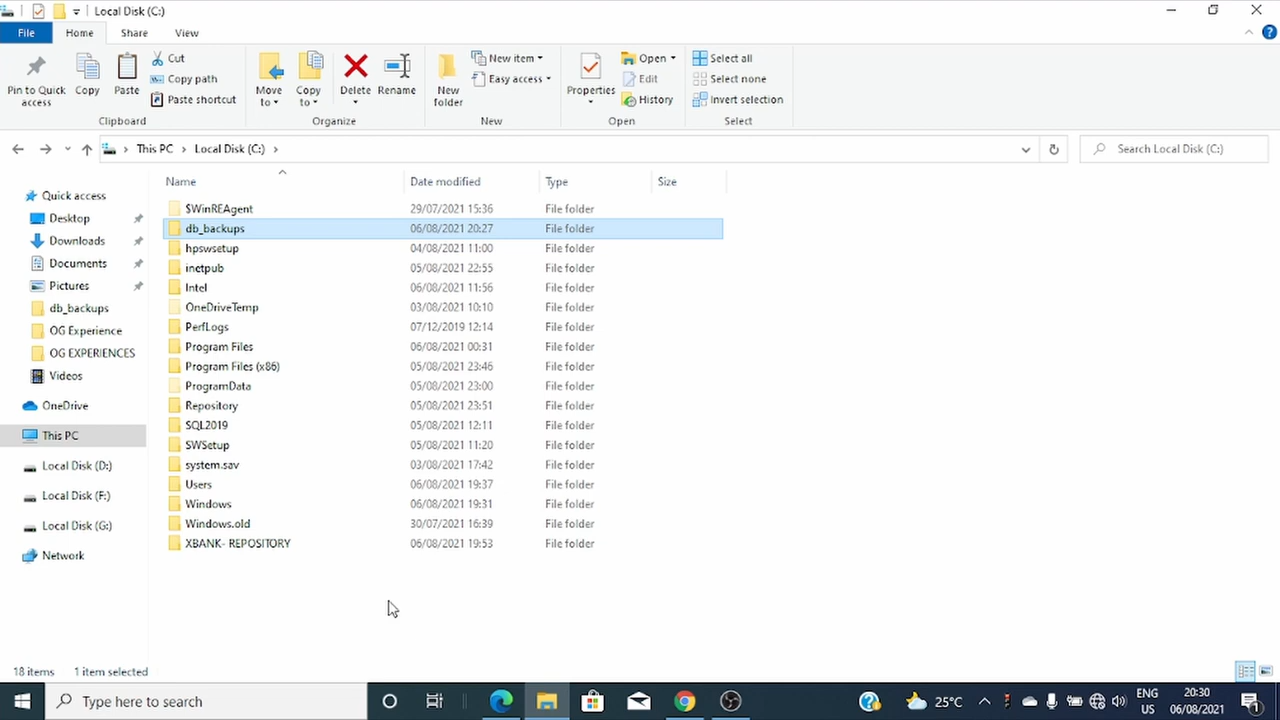 Local Disk (C:)
File Home Share View
Pin to Quick access
Copy
Paste
Cut
Copy path
Paste shortcut
Clipboard
Move to
Copy to
Delete
Rename
Organize
New folder
New item
Easy access
New
Properties
Open
Edit
History
Open
Select all
Select none
Invert selection
Select
This PC Local Disk (C:)
Search Local Disk (C:)
Quick access
Desktop
Downloads
Documents
Pictures
db_backups
OG Experience
OG EXPERIENCES
Videos
OneDrive
This PC
Local Disk (D:)
Local Disk (F:)
Local Disk (G:)
Network
Name Date modified Type Size
$WinREAgent 29/07/2021 15:36 File folder
db_backups 06/08/2021 20:27 File folder
hpswsetup 04/08/2021 11:00 File folder
inetpub 05/08/2021 22:55 File folder
Intel 06/08/2021 11:56 File folder
OneDriveTemp 03/08/2021 10:10 File folder
PerfLogs 07/12/2019 12:14 File folder
Program Files 06/08/2021 00:31 File folder
Program Files (x86) 05/08/2021 23:46 File folder
ProgramData 05/08/2021 23:00 File folder
Repository 05/08/2021 23:51 File folder
SQL2019 05/08/2021 12:11 File folder
SWSetup 05/08/2021 11:20 File folder
system.sav 03/08/2021 17:42 File folder
Users 06/08/2021 19:37 File folder
Windows 06/08/2021 19:31 File folder
Windows.old 30/07/2021 16:39 File folder
XBANK- REPOSITORY 06/08/2021 19:53 File folder
18 items 1 item selected
Type here to search
25°C
ENG
US
20:30
06/08/2021
1